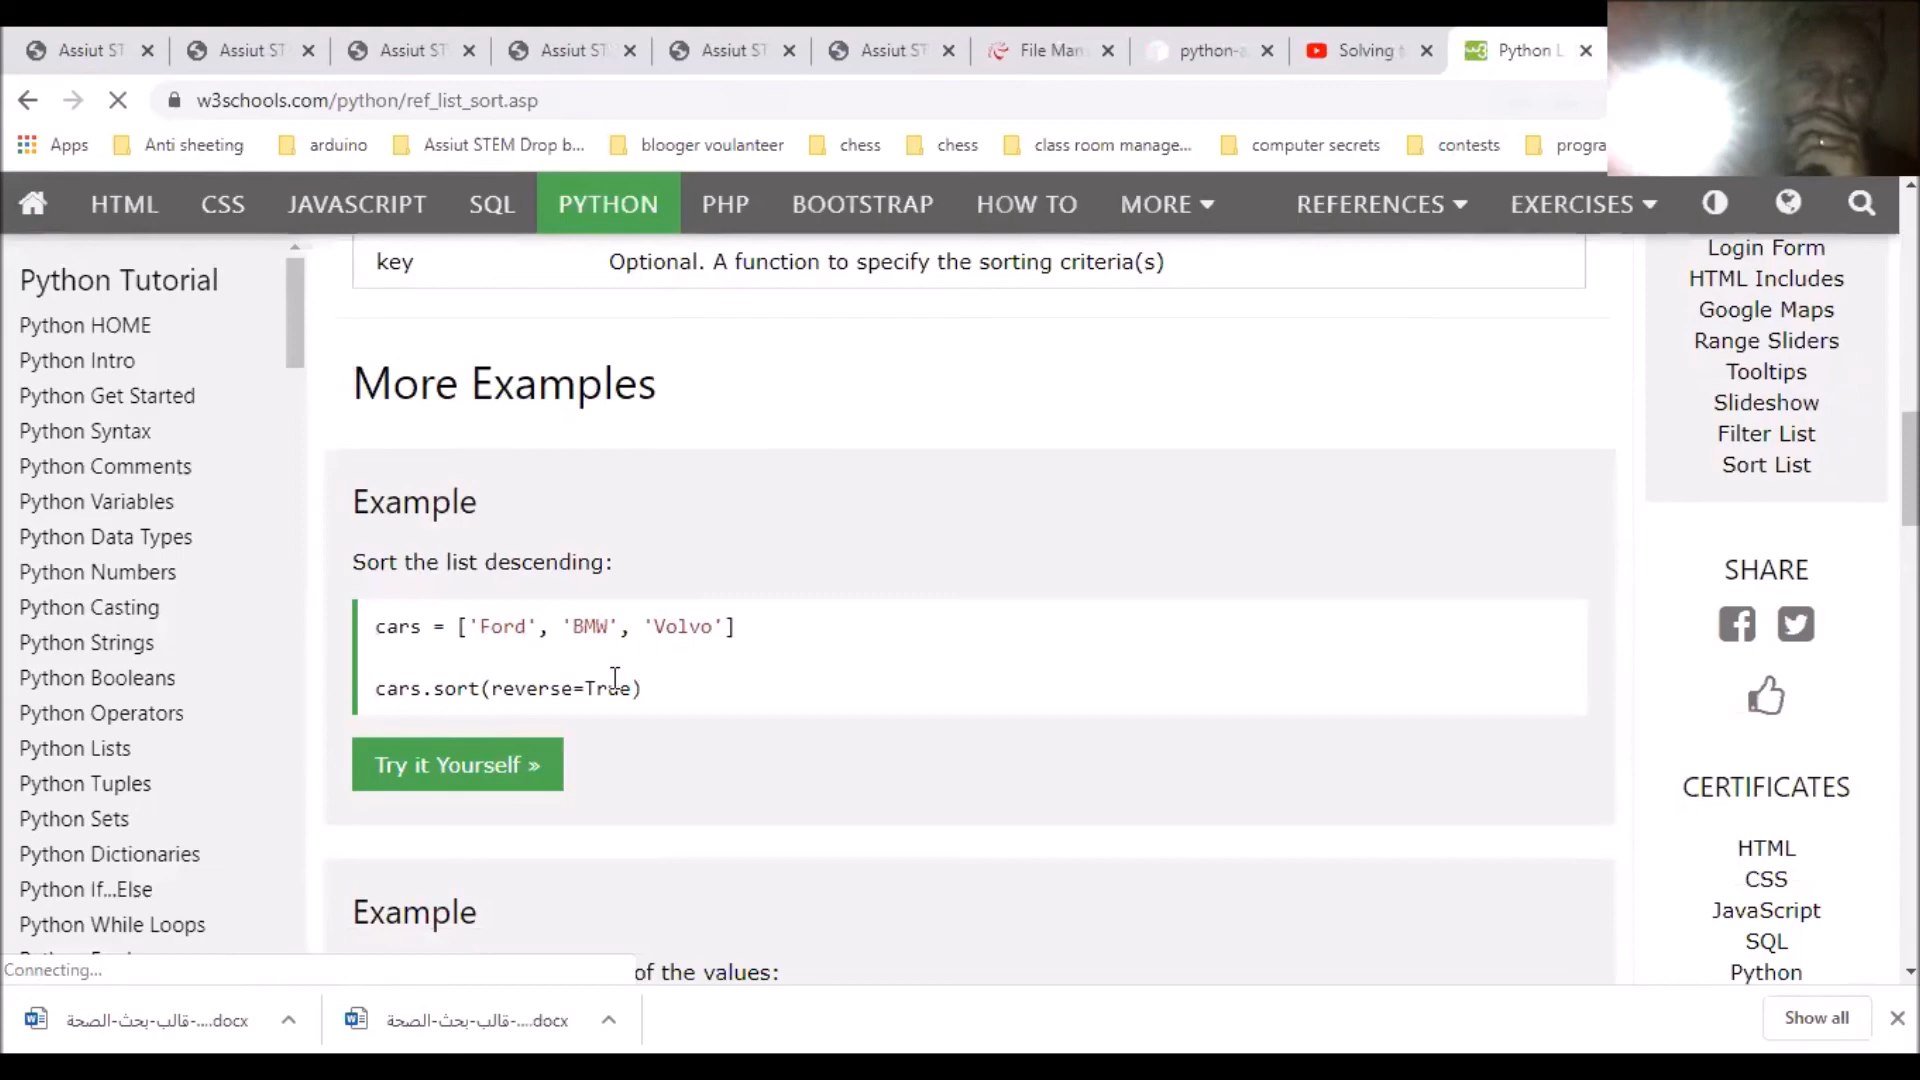 Assiut ST
Assiut ST
Assiut ST
Assiut ST
Assiut ST
Assiut ST
File Man
python-a
Solving t
Python L
w3schools.com/python/ref_list_sort.asp
Apps
Anti sheeting
arduino
Assiut STEM Drop b...
blooger voulanteer
chess
chess
class room manage...
computer secrets
contests
progra
HTML
CSS
JAVASCRIPT
SQL
PYTHON
PHP
BOOTSTRAP
HOW TO
MORE
REFERENCES
EXERCISES
Python Tutorial
Python HOME
Python Intro
Python Get Started
Python Syntax
Python Comments
Python Variables
Python Data Types
Python Numbers
Python Casting
Python Strings
Python Booleans
Python Operators
Python Lists
Python Tuples
Python Sets
Python Dictionaries
Python If...Else
Python While Loops
key Optional. A function to specify the sorting criteria(s)
More Examples
Example
Sort the list descending:
cars = ['Ford', 'BMW', 'Volvo']
cars.sort(reverse=True)
Try it Yourself »
Example
of the values:
Login Form
HTML Includes
Google Maps
Range Sliders
Tooltips
Slideshow
Filter List
Sort List
SHARE
CERTIFICATES
HTML
CSS
JavaScript
SQL
Python
Connecting...
قالب-بحث-الصحة-....docx
قالب-بحث-الصحة-....docx
Show all